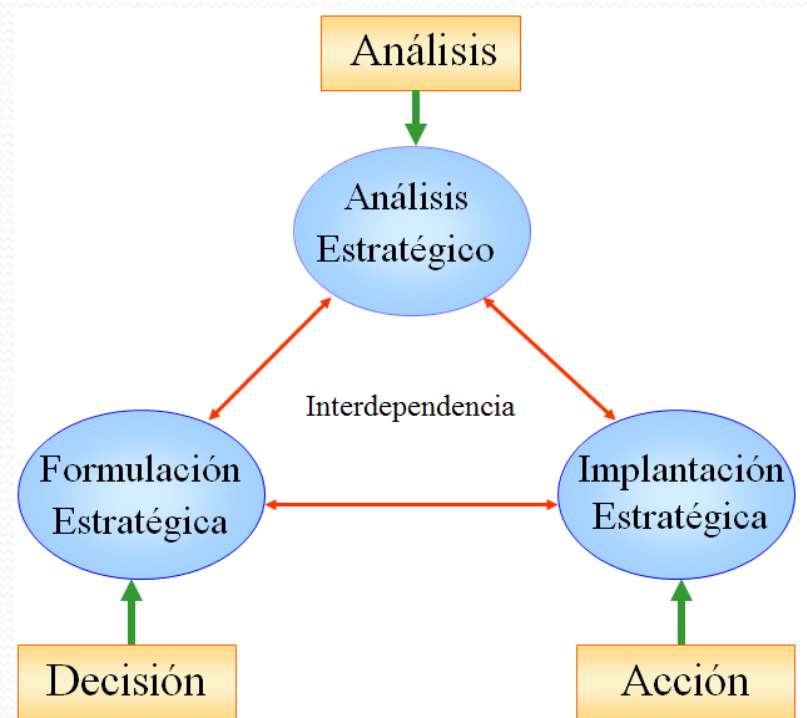 Análisis
Análisis
Estratégico
Interdependencia
Formulación
Estratégica
Implantación
Estratégica
Decisión
Acción